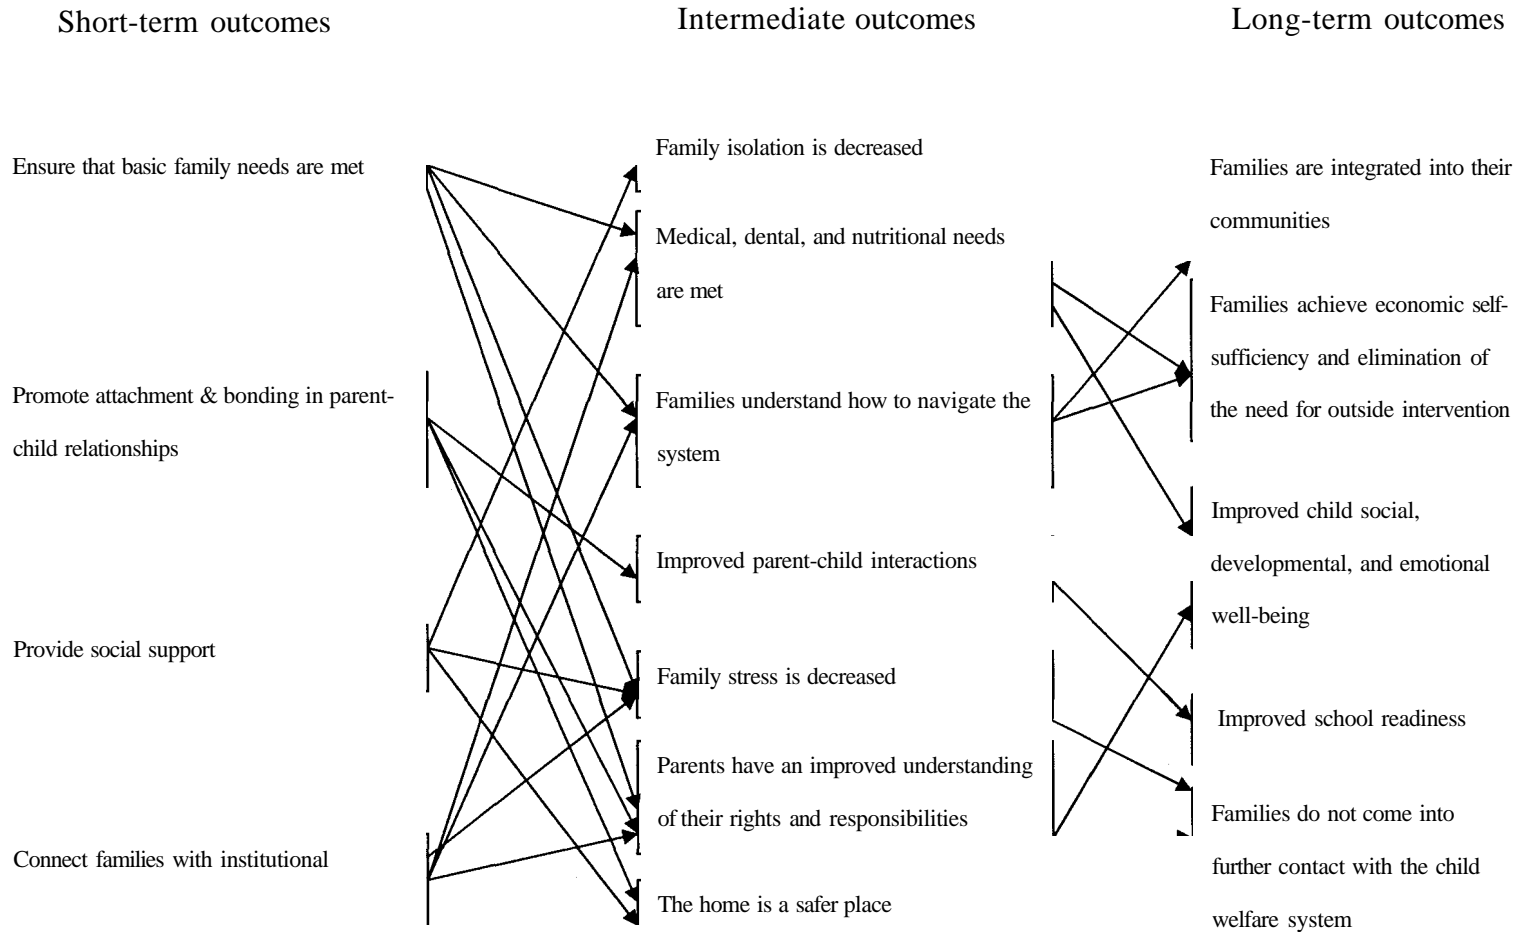 Short-term outcomes
Intermediate outcomes
Long-term outcomes
Ensure that basic family needs are met
Promote attachment & bonding in parent-
child relationships
Provide social support
Connect families with institutional
Family isolation is decreased
Medical, dental, and nutritional needs
are met
Families understand how to navigate the
system
Improved parent-child interactions
Family stress is decreased
Parents have an improved understanding
of their rights and responsibilities
The home is a safer place
Families are integrated into their
communities
Families achieve economic self-
sufficiency and elimination of
the need for outside intervention
Improved child social,
developmental, and emotional
well-being
Improved school readiness
Families do not come into
further contact with the child
welfare system